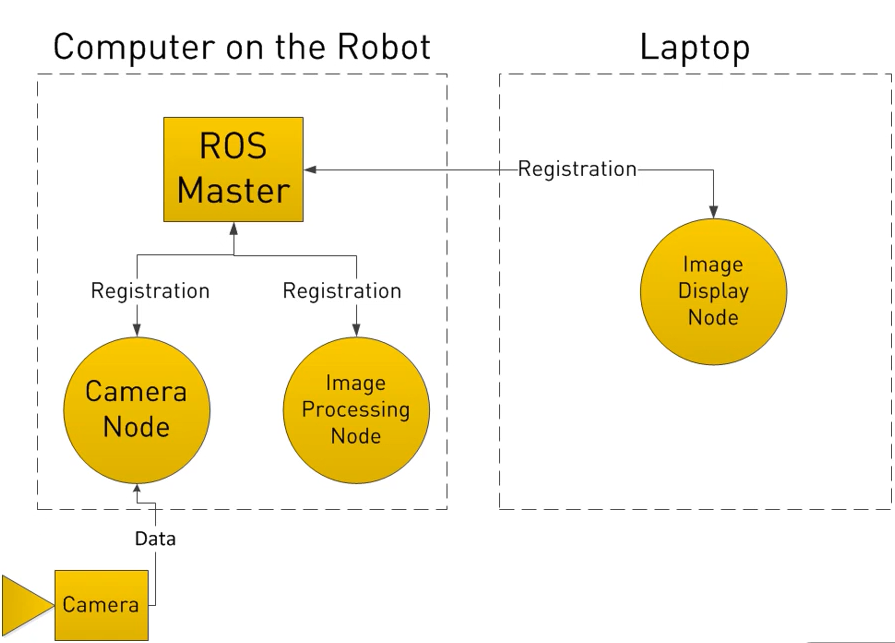 Computer on the Robot
Laptop
ROS
Master
Registration
Registration
Registration
Image
Display
Node
Camera
Node
Image
Processing
Node
Data
Camera